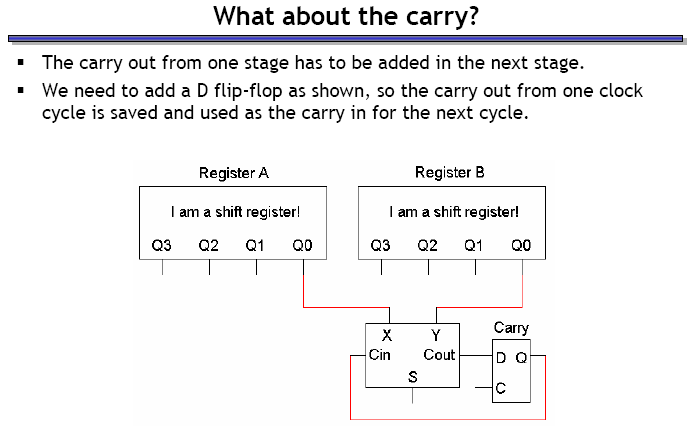 What about the carry?
The carry out from one stage has to be added in the next stage.
We need to add a D flip-flop as shown, so the carry out from one clock
cycle is saved and used as the carry in for the next cycle.
Register A
Register B
I am a shift register!
I am a shift register!
Q3 Q2 Q1 Q0
Q3 Q2 Q1 Q0
X Y
Carry
Cin Cout
D Q
S
C